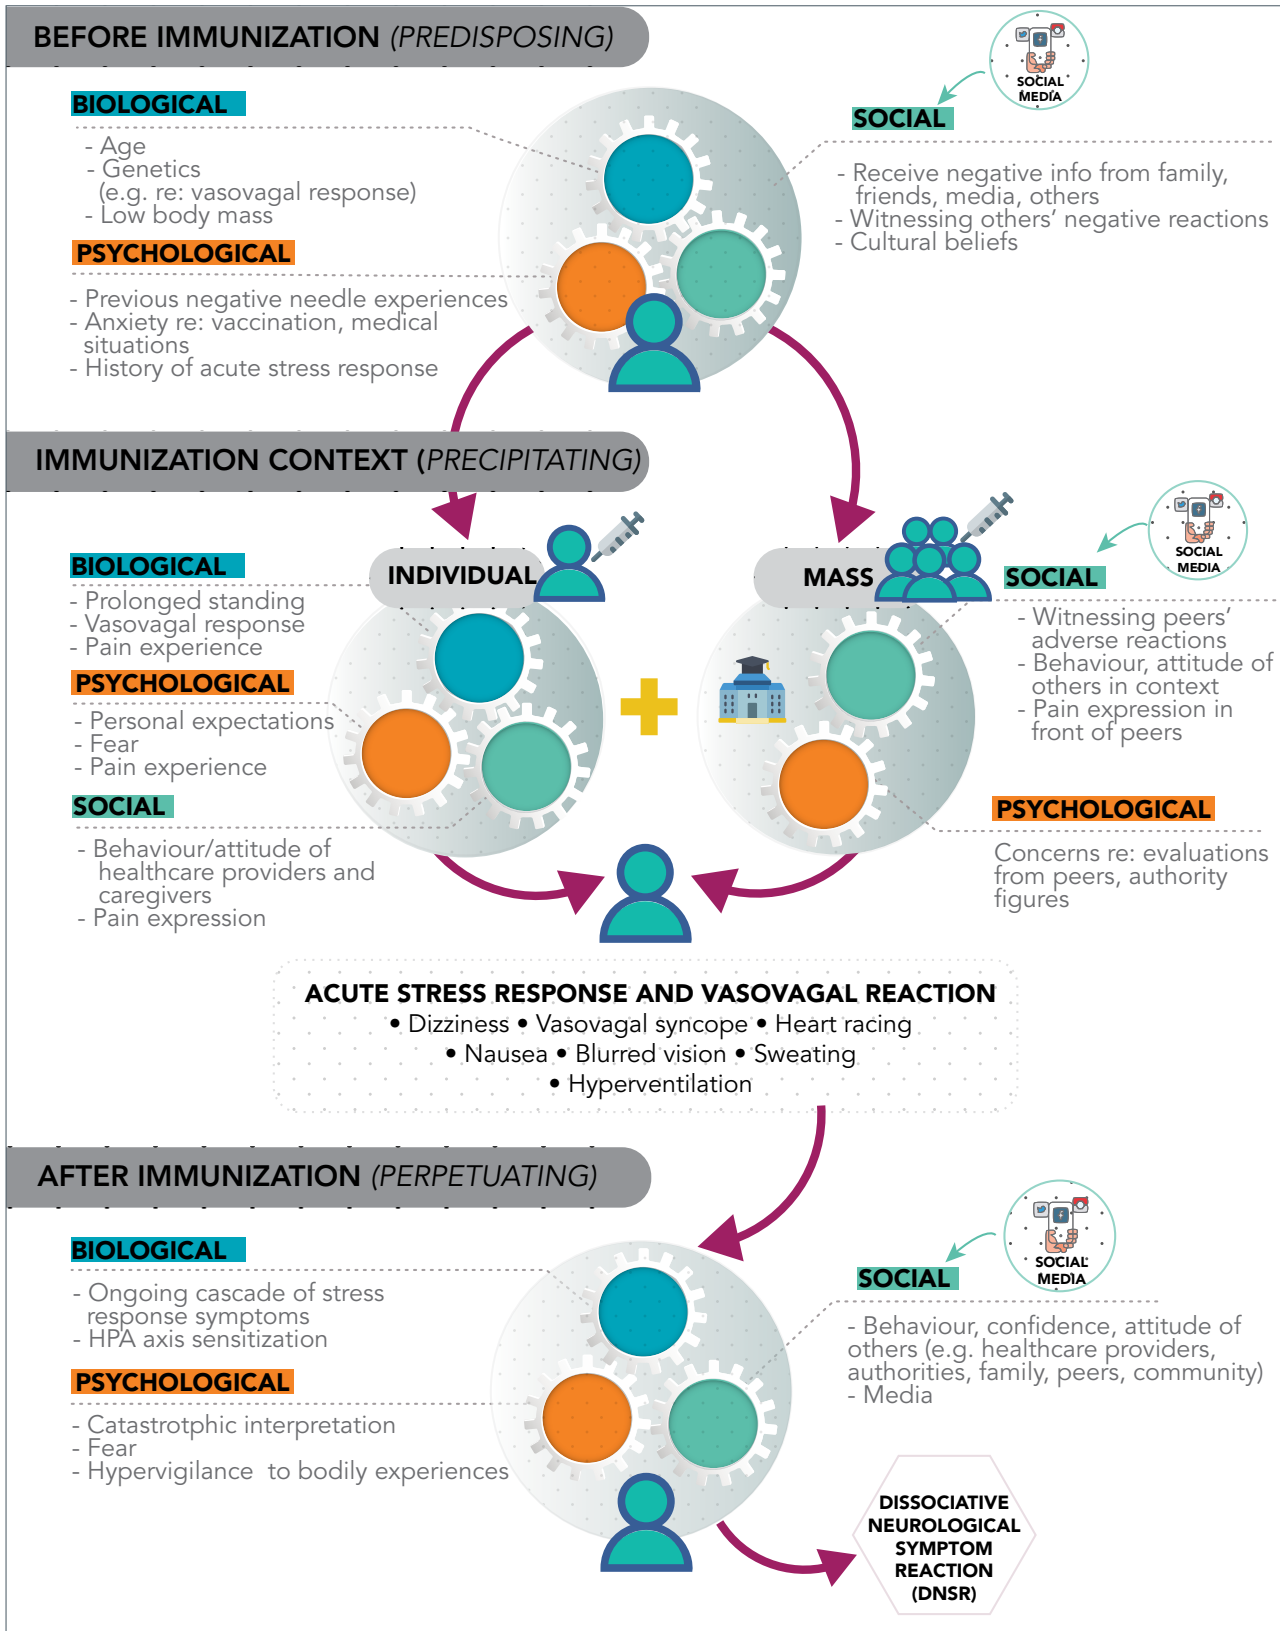 BEFORE IMMUNIZATION (PREDISPOSING)
SOCIAL
MEDIA
BIOLOGICAL
- Age
- Genetics
(e.g. re: vasovagal response)
- Low body mass
PSYCHOLOGICAL
- Previous negative needle experiences
- Anxiety re: vaccination, medical
situations
- History of acute stress response
SOCIAL
- Receive negative info from family,
friends, media, others
- Witnessing others' negative reactions
- Cultural beliefs
IMMUNIZATION CONTEXT (PRECIPITATING)
INDIVIDUAL
BIOLOGICAL
- Prolonged standing
- Vasovagal response
- Pain experience
PSYCHOLOGICAL
- Personal expectations
- Fear
- Pain experience
SOCIAL
- Behaviour/attitude of
healthcare providers and
caregivers
- Pain expression
MASS
SOCIAL
MEDIA
SOCIAL
- Witnessing peers'
adverse reactions
- Behaviour, attitude of
others in context
- Pain expression in
front of peers
PSYCHOLOGICAL
Concerns re: evaluations
from peers, authority
figures
ACUTE STRESS RESPONSE AND VASOVAGAL REACTION
• Dizziness • Vasovagal syncope • Heart racing
• Nausea • Blurred vision • Sweating
• Hyperventilation
AFTER IMMUNIZATION (PERPETUATING)
BIOLOGICAL
- Ongoing cascade of stress
response symptoms
- HPA axis sensitization
PSYCHOLOGICAL
- Catastrotphic interpretation
- Fear
- Hypervigilance to bodily experiences
SOCIAL
MEDIA
SOCIAL
- Behaviour, confidence, attitude of
others (e.g. healthcare providers,
authorities, family, peers, community)
- Media
DISSOCIATIVE
NEUROLOGICAL
SYMPTOM
REACTION
(DNSR)